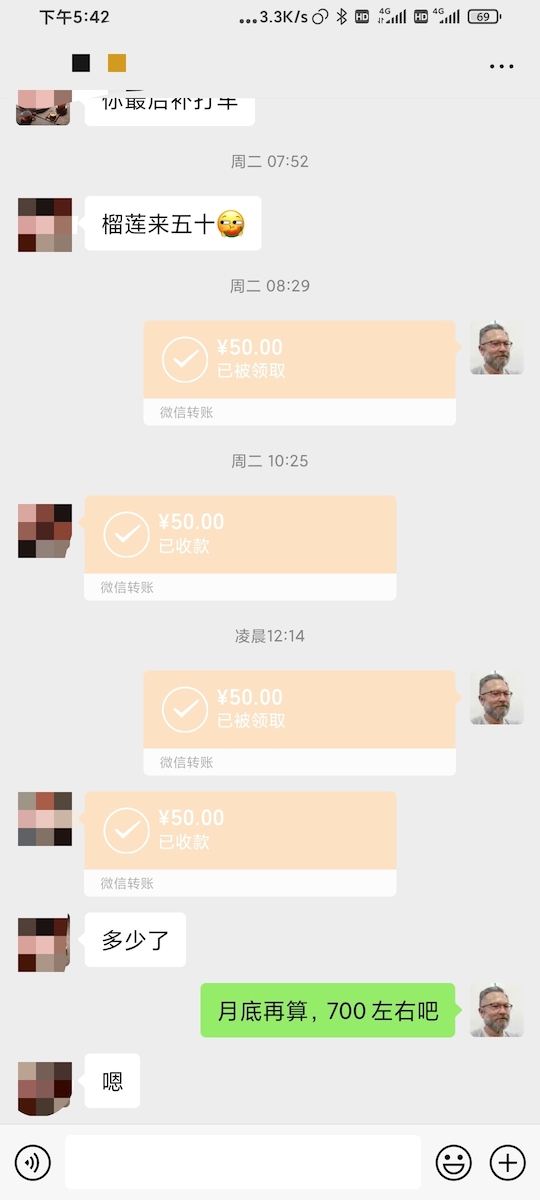 下午5:42
...3.3K/s
HD
4G
HD
4G
69
你最后补打车
周二 07:52
榴莲来五十
周二 08:29
¥50.00
已被领取
微信转账
周二 10:25
¥50.00
已收款
微信转账
凌晨12:14
¥50.00
已被领取
微信转账
¥50.00
已收款
微信转账
多少了
月底再算，700 左右吧
嗯